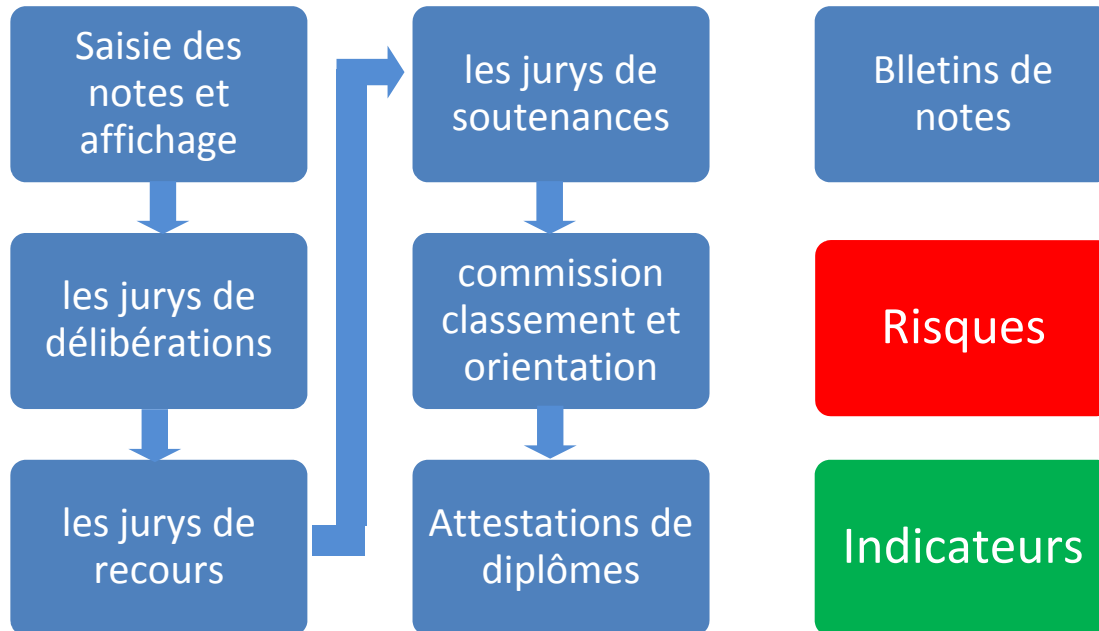 Saisie des
notes et
affichage
les jurys de
délibérations
les jurys de
recours
les jurys de
soutenances
commission
classement et
orientation
Attestations de
diplômes
Blletins de
notes
Risques
Indicateurs